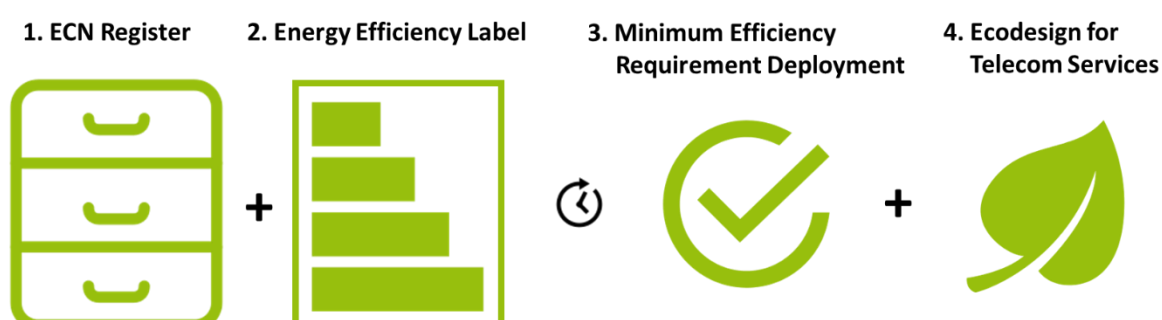 1. ECN Register
2. Energy Efficiency Label
3. Minimum Efficiency
Requirement Deployment
4. Ecodesign for
Telecom Services